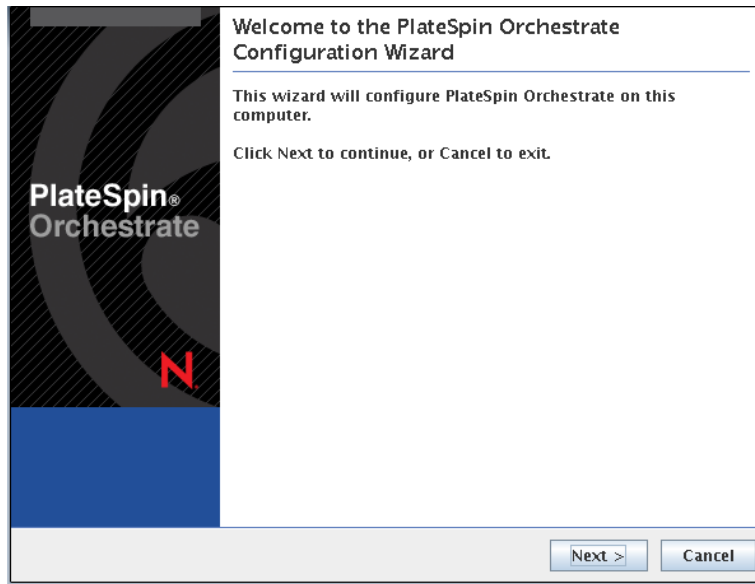 Welcome to the PlateSpin Orchestrate
Configuration Wizard
This wizard will configure PlateSpin Orchestrate on this
computer.
Click Next to continue, or Cancel to exit.
PlateSpin®
Orchestrate
N.
Next >
Cancel